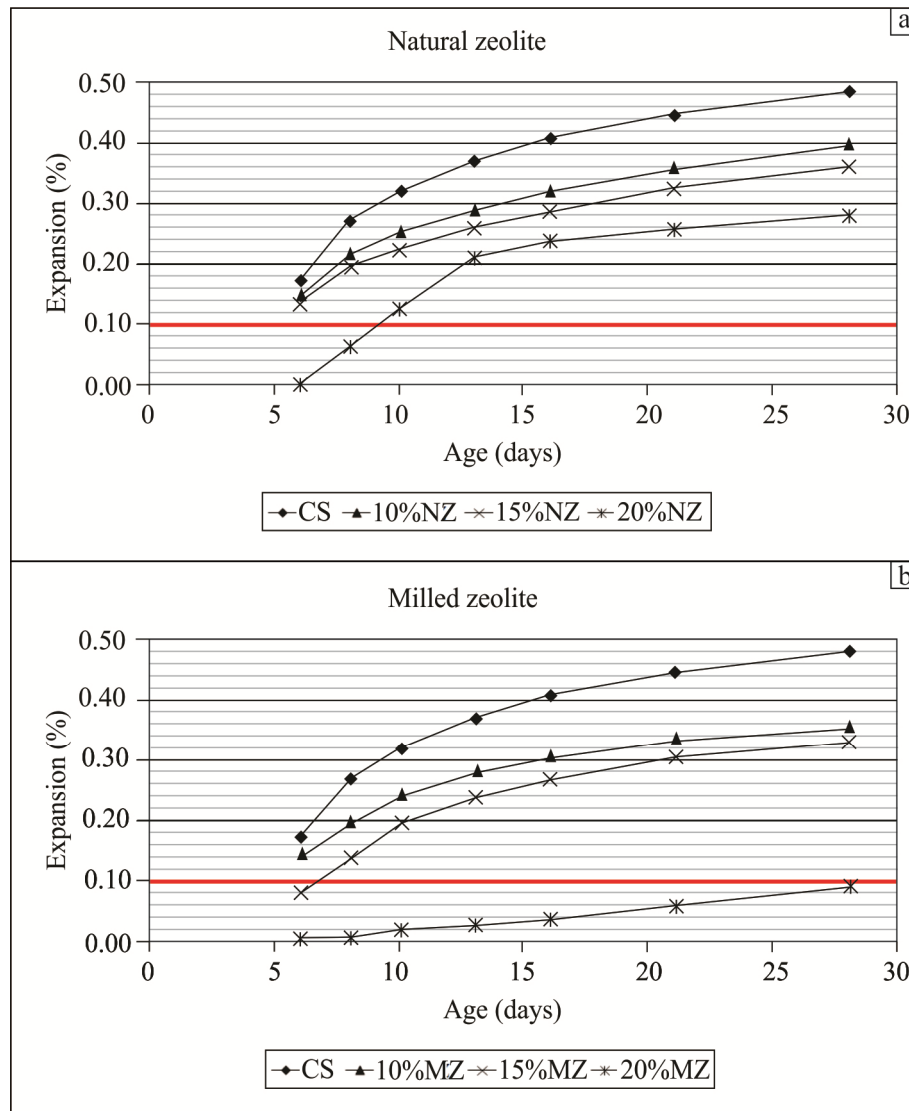 a
Natural zeolite
Expansion (%)
0.50
0.40
0.30
0.20
0.10
0.00
0 5 10 15 20 25 30
Age (days)
CS 10%NZ 15%NZ 20%NZ
b
Milled zeolite
Expansion (%)
0.50
0.40
0.30
0.20
0.10
0.00
0 5 10 15 20 25 30
Age (days)
CS 10%MZ 15%MZ 20%MZ